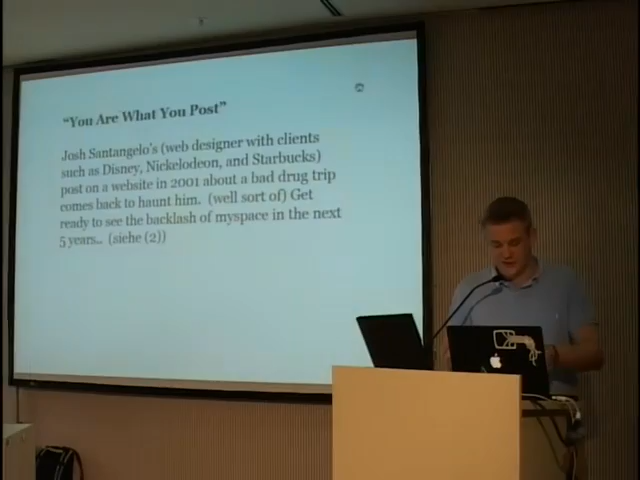 "You Are What You Post"
Josh Santangelo's (web designer with clients
such as Disney, Nickelodeon, and Starbucks)
post on a website in 2001 about a bad drug trip
comes back to haunt him. (well sort of) Get
ready to see the backlash of myspace in the next
5 years... (siehe (2))